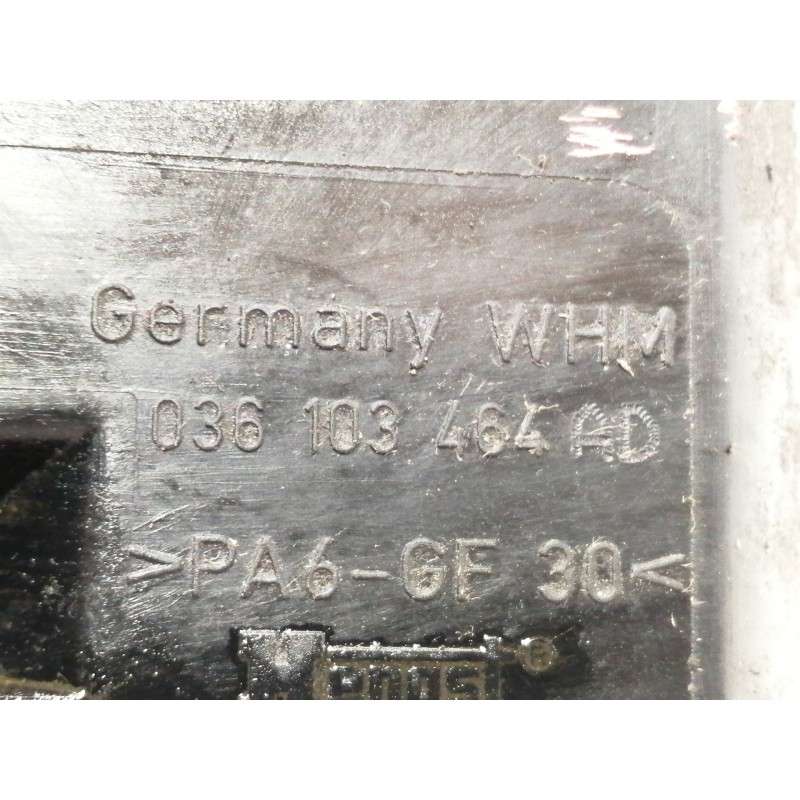 Germany WHM
036 103 464 AD
>PA6-GF 30<
®